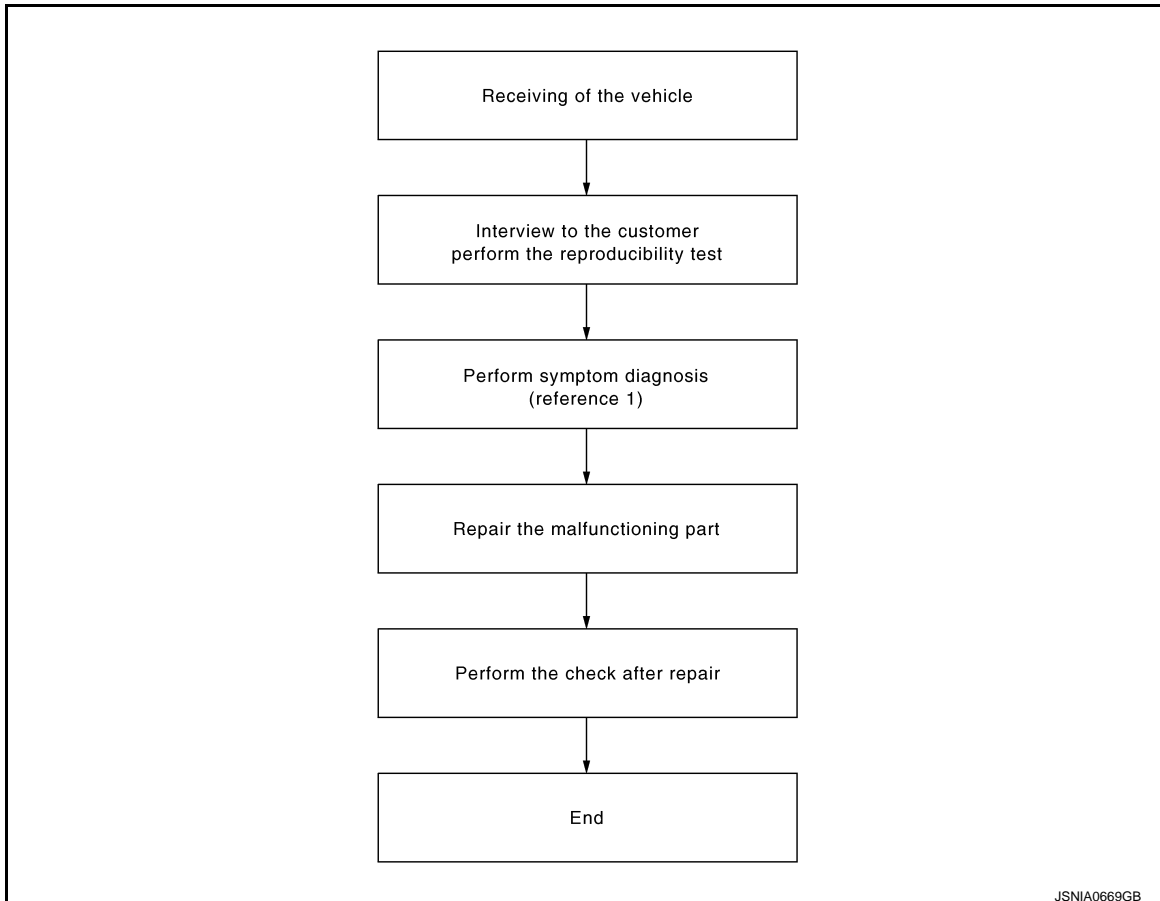 Receiving of the vehicle
Interview to the customer
perform the reproducibility test
Perform symptom diagnosis
(reference 1)
Repair the malfunctioning part
Perform the check after repair
End
JSNIA0669GB